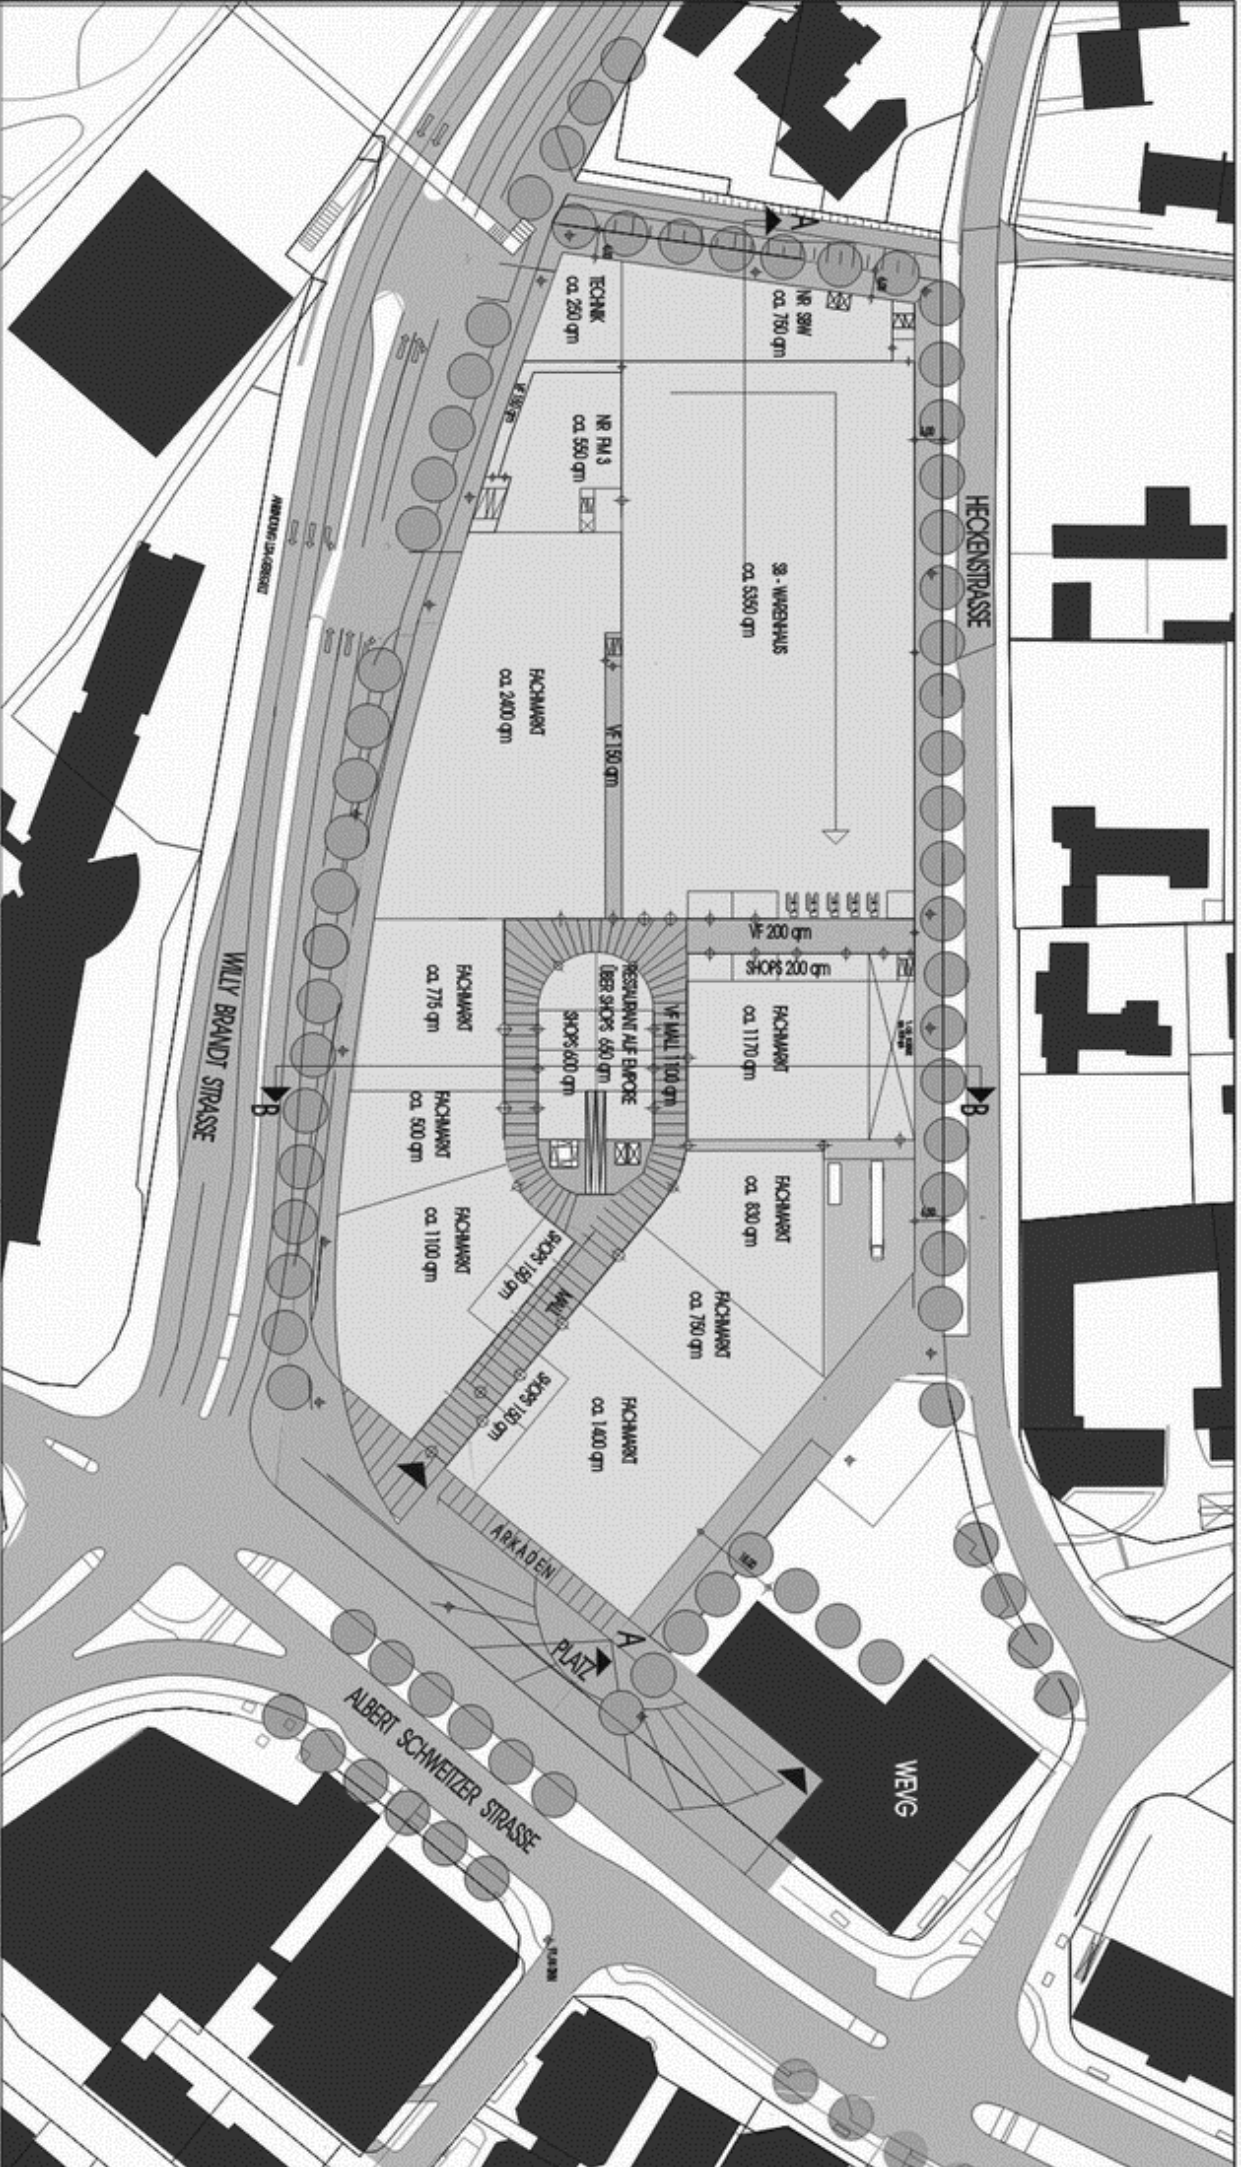 A
TECHNIK
ca. 250 qm
NR SBW
ca. 750 qm
NR FM 3
ca. 550 qm
HECKENSTRASSE
SB - WARENHAUS
ca. 5350 qm
FACHMARKT
ca. 2400 qm
VF 150 qm
VF 200 qm
SHOPS 200 qm
WILLY BRANDT STRASSE
FACHMARKT
ca. 775 qm
RESTAURANT AUF EMPORE
ÜBER SHOPS 650 qm
SHOPS 600 qm
VF MALL 1100 qm
FACHMARKT
ca. 1170 qm
B
B
FACHMARKT
ca. 500 qm
FACHMARKT
ca. 1100 qm
FACHMARKT
ca. 830 qm
SHOPS 150 qm
MALL
FACHMARKT
ca. 750 qm
SHOPS 150 qm
FACHMARKT
ca. 1400 qm
ARKADEN
A
PLATZ
ALBERT SCHWEITZER STRASSE
WEVG